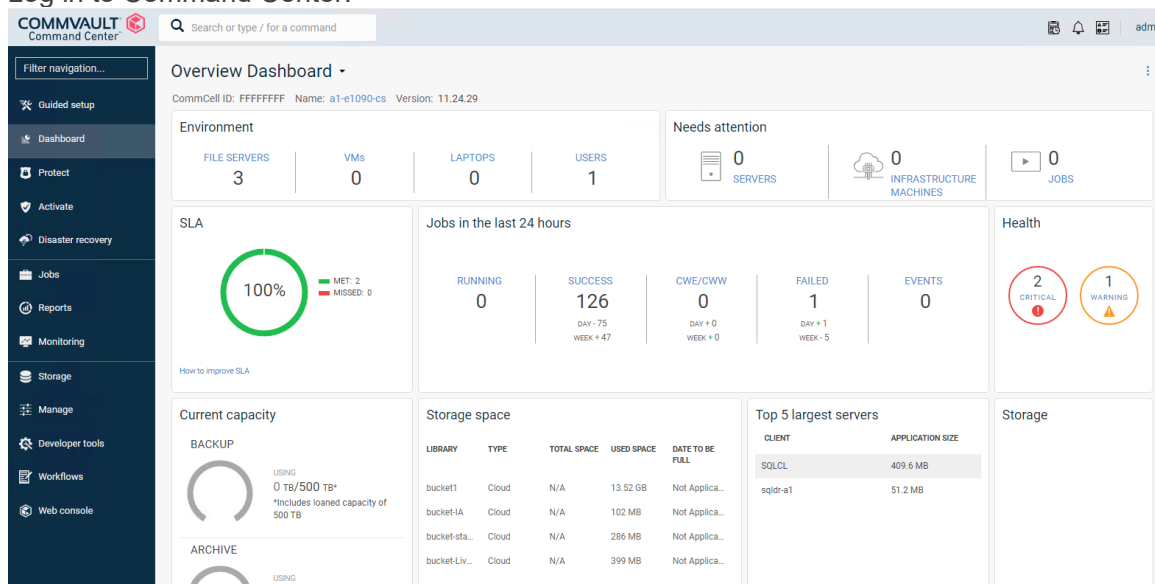 Log in to Command Center.
COMMVAULT
Command Center
Search or type / for a command
adm
Filter navigation...
Guided setup
Dashboard
Protect
Activate
Disaster recovery
Jobs
Reports
Monitoring
Storage
Manage
Developer tools
Workflows
Web console
Overview Dashboard
CommCell ID: FFFFFFFF Name: a1-e1090-cs Version: 11.24.29
Environment
FILE SERVERS
3
VMs
0
LAPTOPS
0
USERS
1
Needs attention
0
SERVERS
0
INFRASTRUCTURE
MACHINES
0
JOBS
SLA
100%
MET: 2
MISSED: 0
How to improve SLA
Jobs in the last 24 hours
RUNNING
0
SUCCESS
126
DAY - 75
WEEK + 47
CWE/CWW
0
DAY + 0
WEEK + 0
FAILED
1
DAY + 1
WEEK - 5
EVENTS
0
Health
2
CRITICAL
1
WARNING
Current capacity
BACKUP
USING
0 TB/500 TB*
*Includes loaned capacity of
500 TB
ARCHIVE
USING
Storage space
LIBRARY TYPE TOTAL SPACE USED SPACE DATE TO BE
FULL
bucket1 Cloud N/A 13.52 GB Not Applica...
bucket-IA Cloud N/A 102 MB Not Applica...
bucket-sta... Cloud N/A 286 MB Not Applica...
bucket-Liv... Cloud N/A 399 MB Not Applica...
Top 5 largest servers
CLIENT APPLICATION SIZE
SQLCL 409.6 MB
sqldr-a1 51.2 MB
Storage